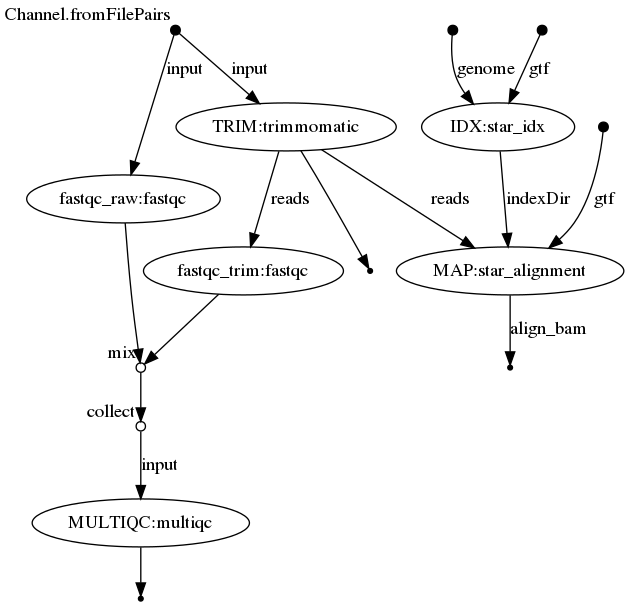 Channel.fromFilePairs
input
input
genome
gtf
TRIM:trimmomatic
IDX:star_idx
fastqc_raw:fastqc
reads
reads
indexDir
gtf
fastqc_trim:fastqc
MAP:star_alignment
align_bam
mix
collect
input
MULTIQC:multiqc